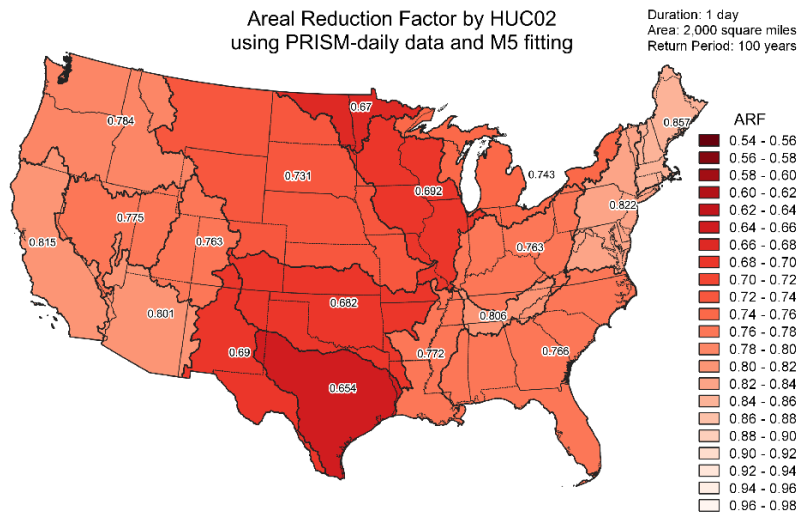 Areal Reduction Factor by HUC02
using PRISM-daily data and M5 fitting
Duration: 1 day
Area: 2,000 square miles
Return Period: 100 years
0.67
0.784
0.857
0.731
0.743
0.692
0.822
0.775
0.815
0.763
0.763
0.682
0.801
0.806
0.69
0.772
0.766
0.654
ARF
0.54 - 0.56
0.56 - 0.58
0.58 - 0.60
0.60 - 0.62
0.62 - 0.64
0.64 - 0.66
0.66 - 0.68
0.68 - 0.70
0.70 - 0.72
0.72 - 0.74
0.74 - 0.76
0.76 - 0.78
0.78 - 0.80
0.80 - 0.82
0.82 - 0.84
0.84 - 0.86
0.86 - 0.88
0.88 - 0.90
0.90 - 0.92
0.92 - 0.94
0.94 - 0.96
0.96 - 0.98